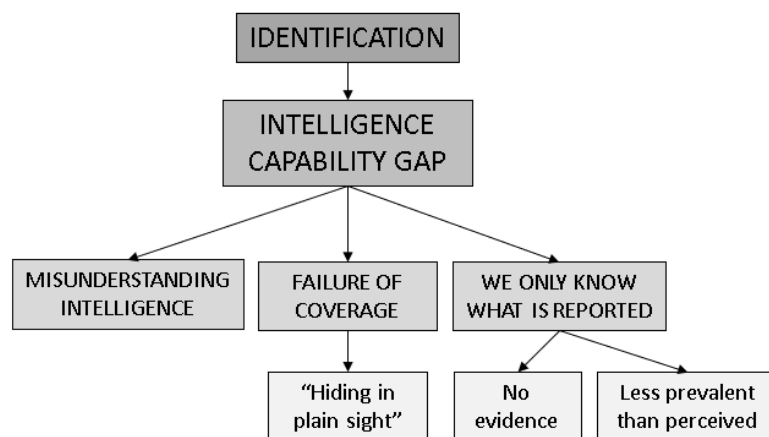 IDENTIFICATION
INTELLIGENCE
CAPABILITY GAP
MISUNDERSTANDING
INTELLIGENCE
FAILURE OF
COVERAGE
WE ONLY KNOW
WHAT IS REPORTED
“Hiding in
plain sight”
No
evidence
Less prevalent
than perceived